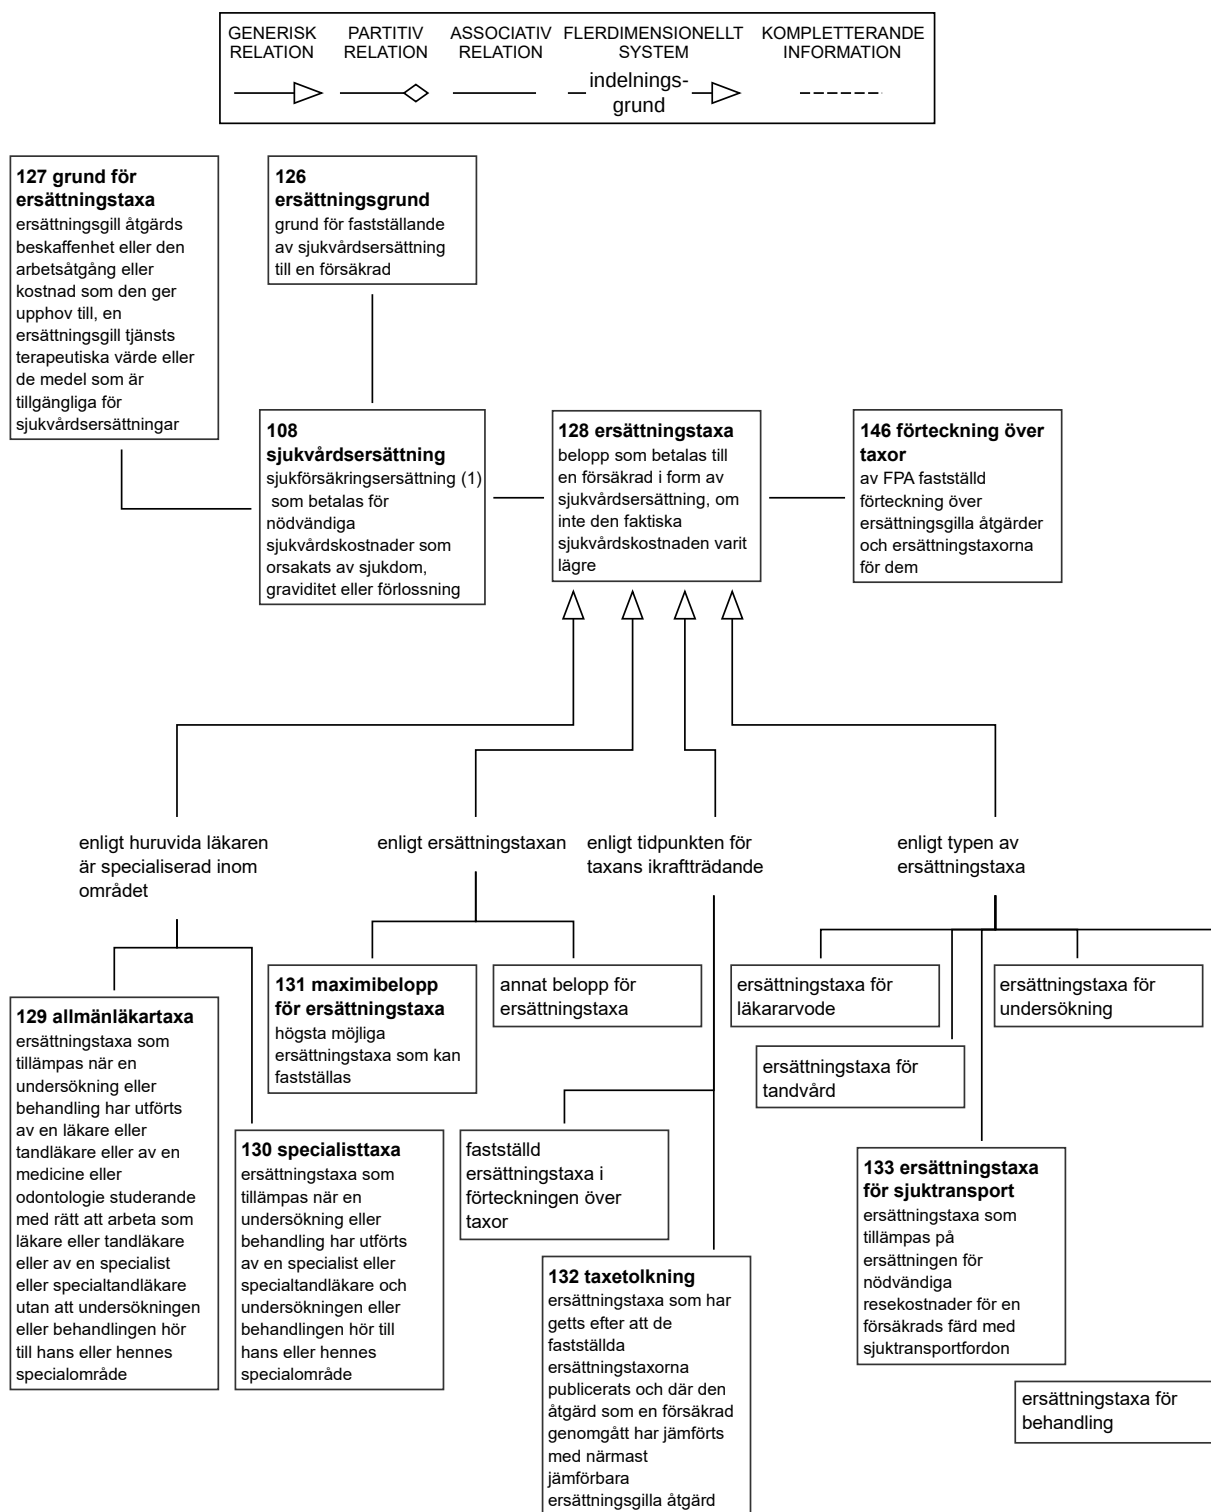 GENERISK
RELATION
PARTITIV
RELATION
ASSOCIATIV
RELATION
FLERDIMENSIONELLT
SYSTEM
KOMPLETTERANDE
INFORMATION
indelnings-
grund
127 grund för
ersättningstaxa
ersättningsgill åtgärds
beskaffenhet eller den
arbetsåtgång eller
kostnad som den ger
upphov till, en
ersättningsgill tjänsts
terapeutiska värde eller
de medel som är
tillgängliga för
sjukvårdsersättningar
126
ersättningsgrund
grund för fastställande
av sjukvårdsersättning
till en försäkrad
108
sjukvårdsersättning
sjukförsäkringsersättning (1)
som betalas för
nödvändiga
sjukvårdskostnader som
orsakats av sjukdom,
graviditet eller förlossning
128 ersättningstaxa
belopp som betalas till
en försäkrad i form av
sjukvårdsersättning, om
inte den faktiska
sjukvårdskostnaden varit
lägre
146 förteckning över
taxor
av FPA fastställd
förteckning över
ersättningsgilla åtgärder
och ersättningstaxorna
för dem
enligt huruvida läkaren
är specialiserad inom
området
enligt ersättningstaxan
enligt tidpunkten för
taxans ikraftträdande
enligt typen av
ersättningstaxa
129 allmänläkartaxa
ersättningstaxa som
tillämpas när en
undersökning eller
behandling har utförts
av en läkare eller
tandläkare eller av en
medicine eller
odontologie studerande
med rätt att arbeta som
läkare eller tandläkare
eller av en specialist
eller specialtandläkare
utan att undersökningen
eller behandlingen hör
till hans eller hennes
specialområde
130 specialisttaxa
ersättningstaxa som
tillämpas när en
undersökning eller
behandling har utförts
av en specialist eller
specialtandläkare och
undersökningen eller
behandlingen hör till
hans eller hennes
specialområde
131 maximibelopp
för ersättningstaxa
högsta möjliga
ersättningstaxa som kan
fastställas
annat belopp för
ersättningstaxa
fastställd
ersättningstaxa i
förteckningen över
taxor
132 taxetolkning
ersättningstaxa som har
getts efter att de
fastställda
ersättningstaxorna
publicerats och där den
åtgärd som en försäkrad
genomgått har jämförts
med närmast
jämförbara
ersättningsgilla åtgärd
ersättningstaxa för
läkararvode
ersättningstaxa för
tandvård
ersättningstaxa för
undersökning
133 ersättningstaxa
för sjuktransport
ersättningstaxa som
tillämpas på
ersättningen för
nödvändiga
resekostnader för en
försäkrads färd med
sjuktransportfordon
ersättningstaxa för
behandling